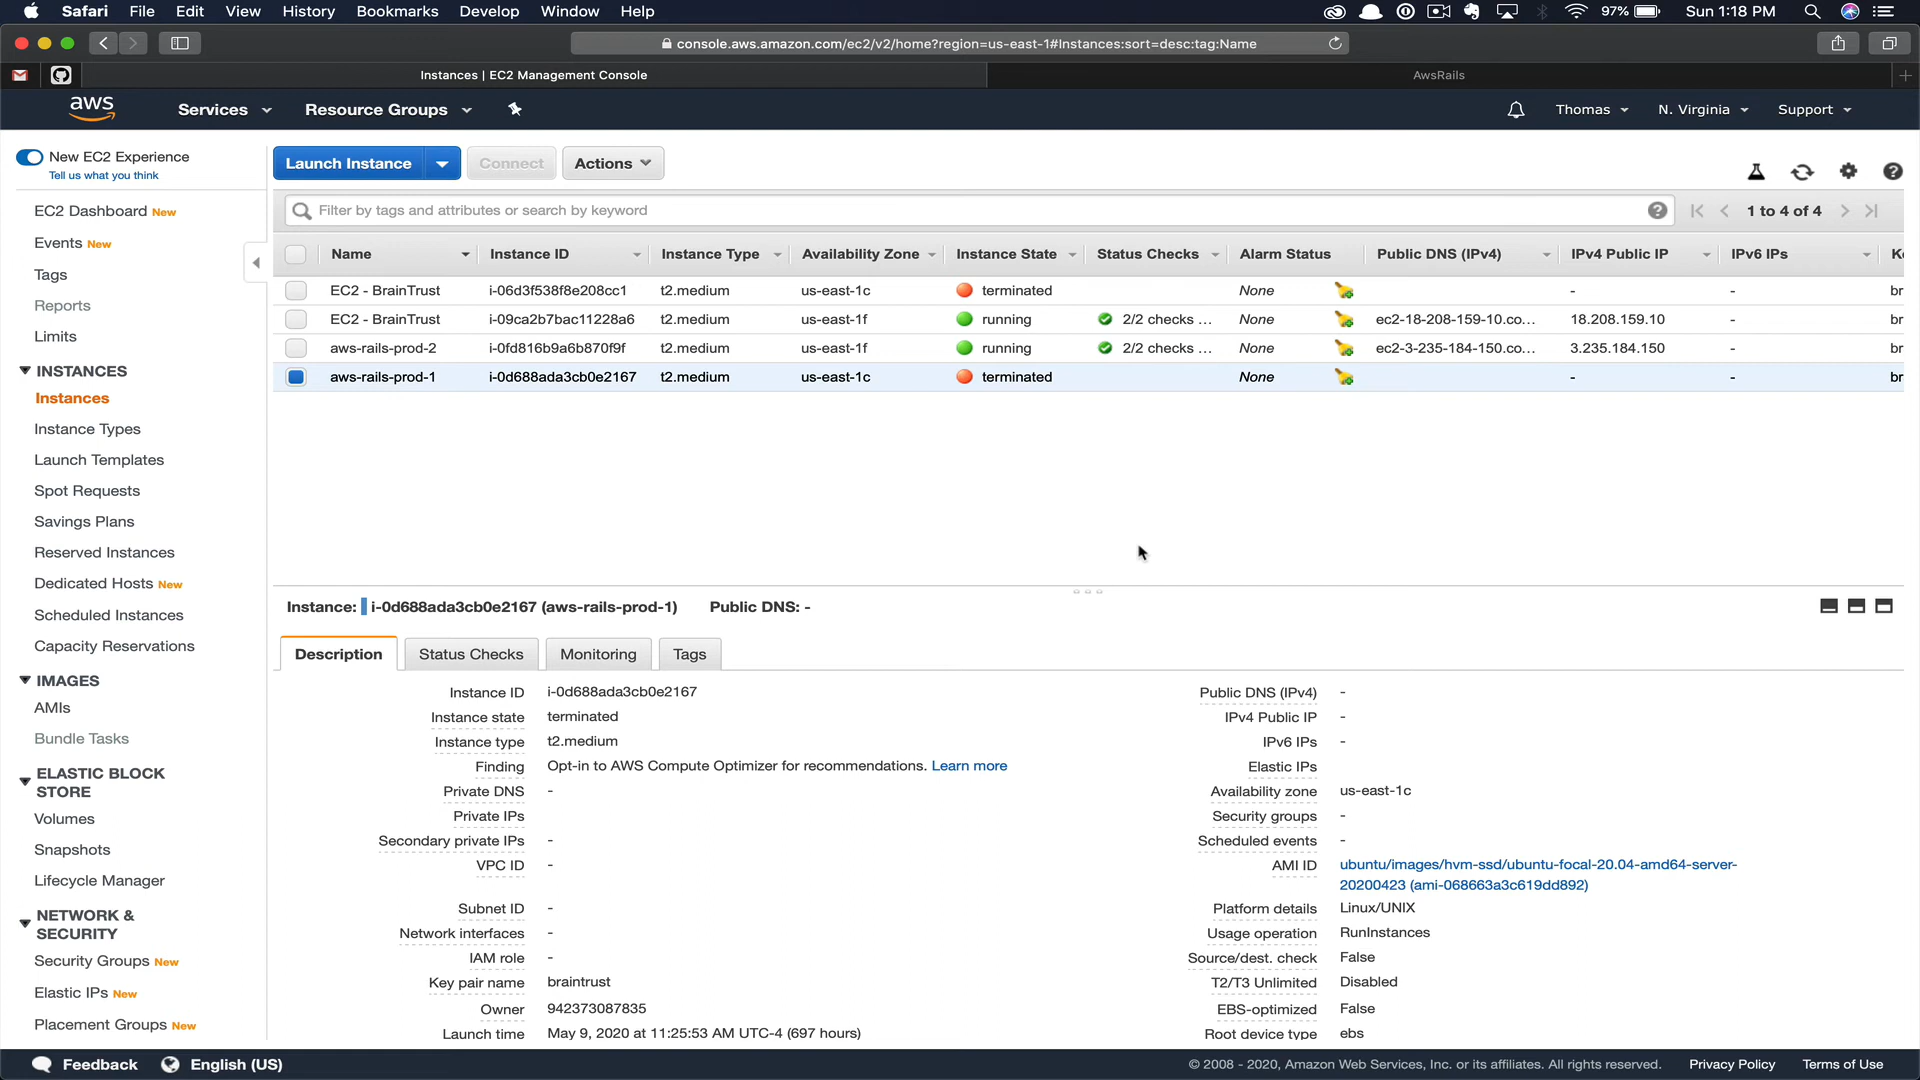 Safari File Edit View History Bookmarks Develop Window Help 97% Sun 1:18 PM
console.aws.amazon.com/ec2/v2/home?region=us-east-1#Instances:sort=desc:tag:Name
Instances | EC2 Management Console AwsRails
aws Services Resource Groups Thomas N. Virginia Support
New EC2 Experience
Tell us what you think
EC2 Dashboard New
Events New
Tags
Reports
Limits
INSTANCES
Instances
Instance Types
Launch Templates
Spot Requests
Savings Plans
Reserved Instances
Dedicated Hosts New
Scheduled Instances
Capacity Reservations
IMAGES
AMIs
Bundle Tasks
ELASTIC BLOCK
STORE
Volumes
Snapshots
Lifecycle Manager
NETWORK &
SECURITY
Security Groups New
Elastic IPs New
Placement Groups New
Launch Instance Connect Actions
Filter by tags and attributes or search by keyword 1 to 4 of 4
Name Instance ID Instance Type Availability Zone Instance State Status Checks Alarm Status Public DNS (IPv4) IPv4 Public IP IPv6 IPs
EC2 - BrainTrust i-06d3f538f8e208cc1 t2.medium us-east-1c terminated None - - br
EC2 - BrainTrust i-09ca2b7bac11228a6 t2.medium us-east-1f running 2/2 checks ... None ec2-18-208-159-10.co... 18.208.159.10 - br
aws-rails-prod-2 i-0fd816b9a6b870f9f t2.medium us-east-1f running 2/2 checks ... None ec2-3-235-184-150.co... 3.235.184.150 - br
aws-rails-prod-1 i-0d688ada3cb0e2167 t2.medium us-east-1c terminated None - - br
Instance: i-0d688ada3cb0e2167 (aws-rails-prod-1) Public DNS: -
Description Status Checks Monitoring Tags
Instance ID i-0d688ada3cb0e2167
Instance state terminated
Instance type t2.medium
Finding Opt-in to AWS Compute Optimizer for recommendations. Learn more
Private DNS -
Private IPs
Secondary private IPs -
VPC ID -
Subnet ID -
Network interfaces -
IAM role -
Key pair name braintrust
Owner 942373087835
Launch time May 9, 2020 at 11:25:53 AM UTC-4 (697 hours)
Public DNS (IPv4) -
IPv4 Public IP -
IPv6 IPs -
Elastic IPs
Availability zone us-east-1c
Security groups -
Scheduled events -
AMI ID ubuntu/images/hvm-ssd/ubuntu-focal-20.04-amd64-server-
20200423 (ami-068663a3c619dd892)
Platform details Linux/UNIX
Usage operation RunInstances
Source/dest. check False
T2/T3 Unlimited Disabled
EBS-optimized False
Root device type ebs
Feedback English (US) © 2008 - 2020, Amazon Web Services, Inc. or its affiliates. All rights reserved. Privacy Policy Terms of Use